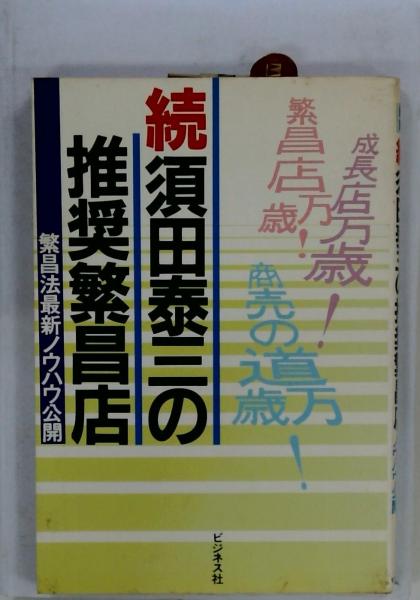 続 須田泰三の
推奨繁昌店
繁昌法最新ノウハウ公開
成長店万歳！
繁昌店万歳！
商売の道万歳！
ビジネス社